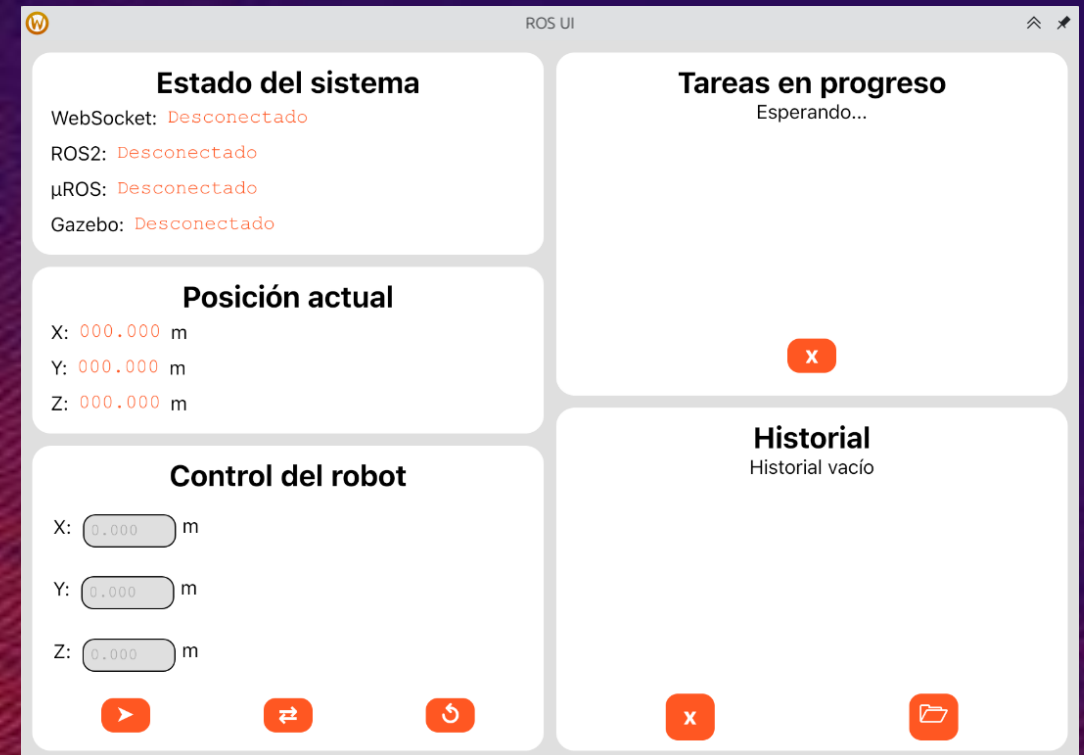 ROS UI
Estado del sistema
WebSocket: Desconectado
ROS2: Desconectado
µROS: Desconectado
Gazebo: Desconectado
Posición actual
X: 000.000 m
Y: 000.000 m
Z: 000.000 m
Control del robot
X: 0.000 m
Y: 0.000 m
Z: 0.000 m
Tareas en progreso
Esperando...
x
Historial
Historial vacío
x